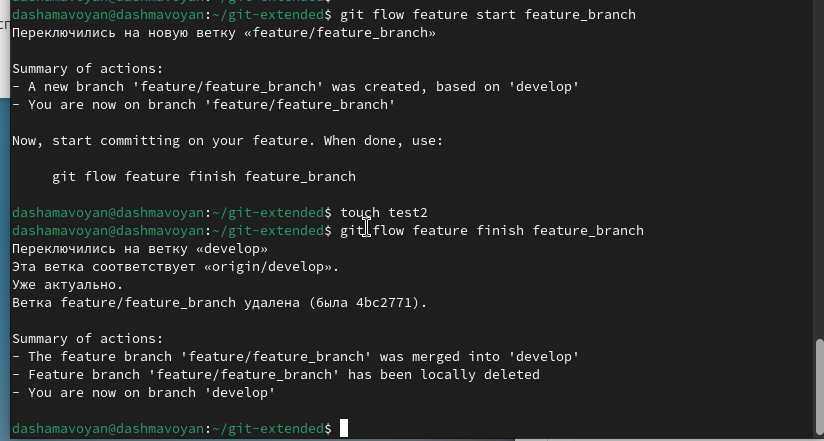 dashamavoyan@dashmavoyan:~/git-extended$
dashamavoyan@dashmavoyan:~/git-extended$ git flow feature start feature_branch
Переключились на новую ветку «feature/feature_branch»
Summary of actions:
- A new branch 'feature/feature_branch' was created, based on 'develop'
- You are now on branch 'feature/feature_branch'
Now, start committing on your feature. When done, use:
git flow feature finish feature_branch
dashamavoyan@dashmavoyan:~/git-extended$ touch test2
dashamavoyan@dashmavoyan:~/git-extended$ git flow feature finish feature_branch
Переключились на ветку «develop»
Эта ветка соответствует «origin/develop».
Уже актуально.
Ветка feature/feature_branch удалена (была 4bc2771).
Summary of actions:
- The feature branch 'feature/feature_branch' was merged into 'develop'
- Feature branch 'feature/feature_branch' has been locally deleted
- You are now on branch 'develop'
dashamavoyan@dashmavoyan:~/git-extended$